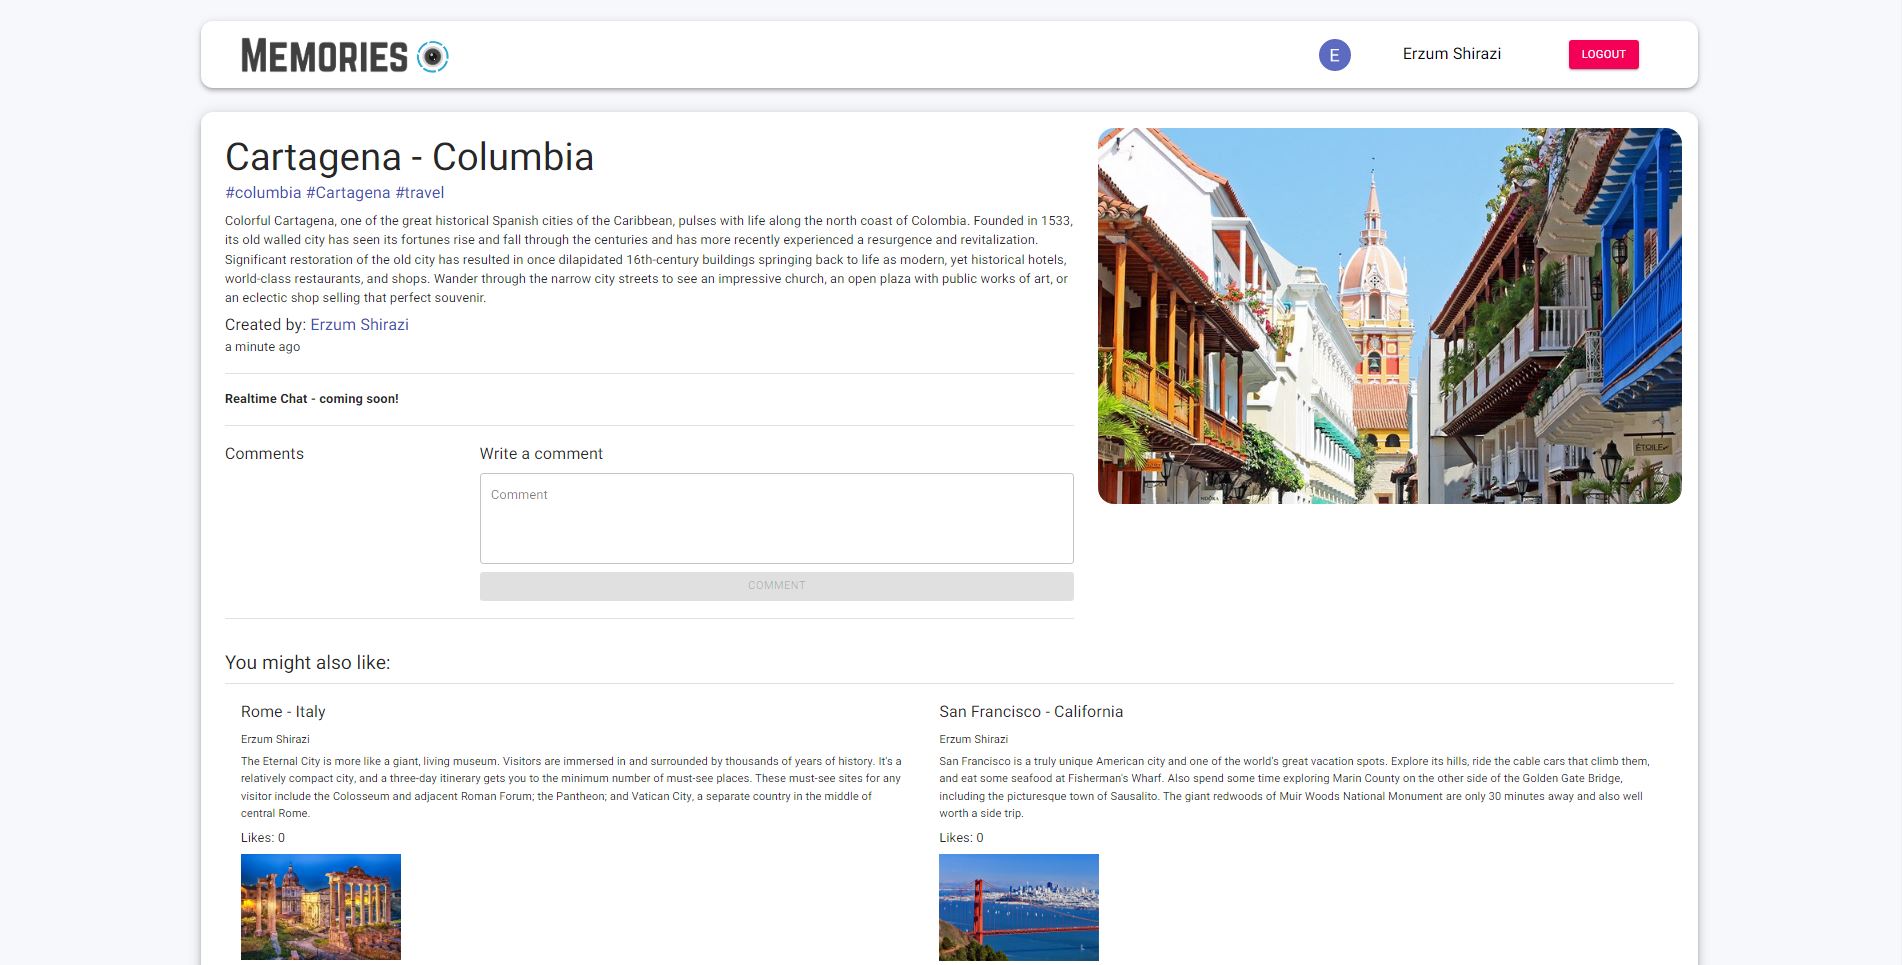 MEMORIES
E
Erzum Shirazi
LOGOUT
Cartagena - Columbia
#columbia #Cartagena #travel
Colorful Cartagena, one of the great historical Spanish cities of the Caribbean, pulses with life along the north coast of Colombia. Founded in 1533,
its old walled city has seen its fortunes rise and fall through the centuries and has more recently experienced a resurgence and revitalization.
Significant restoration of the old city has resulted in once dilapidated 16th-century buildings springing back to life as modern, yet historical hotels,
world-class restaurants, and shops. Wander through the narrow city streets to see an impressive church, an open plaza with public works of art, or
an eclectic shop selling that perfect souvenir.
Created by: Erzum Shirazi
a minute ago
Realtime Chat - coming soon!
Comments
Write a comment
Comment
COMMENT
ÉTOILE
You might also like:
Rome - Italy
Erzum Shirazi
The Eternal City is more like a giant, living museum. Visitors are immersed in and surrounded by thousands of years of history. It's a
relatively compact city, and a three-day itinerary gets you to the minimum number of must-see places. These must-see sites for any
visitor include the Colosseum and adjacent Roman Forum; the Pantheon; and Vatican City, a separate country in the middle of
central Rome.
Likes: 0
San Francisco - California
Erzum Shirazi
San Francisco is a truly unique American city and one of the world's great vacation spots. Explore its hills, ride the cable cars that climb them,
and eat some seafood at Fisherman's Wharf. Also spend some time exploring Marin County on the other side of the Golden Gate Bridge,
including the picturesque town of Sausalito. The giant redwoods of Muir Woods National Monument are only 30 minutes away and also well
worth a side trip.
Likes: 0